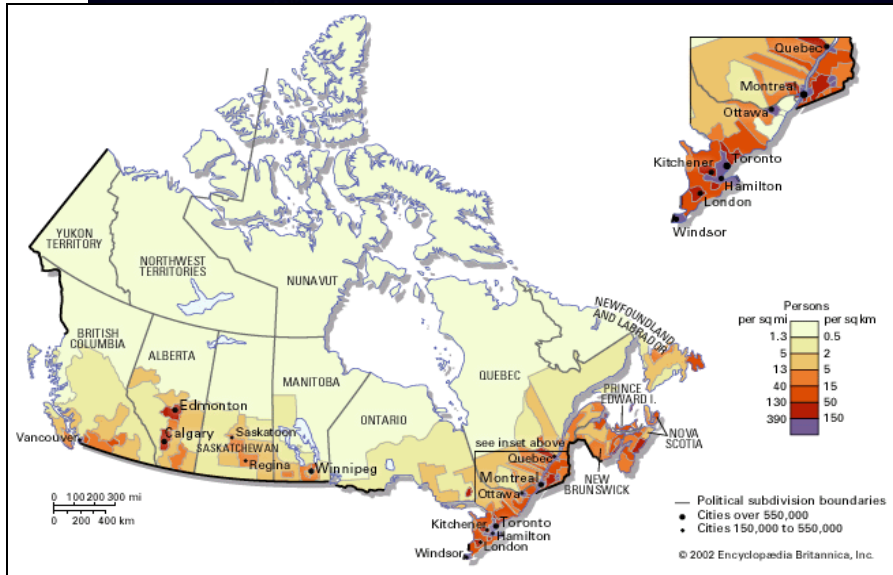 Quebec
Montreal
Ottawa
Kitchener
Toronto
Hamilton
London
Windsor
YUKON
TERRITORY
NORTHWEST
TERRITORIES
NUNAVUT
BRITISH
COLUMBIA
ALBERTA
MANITOBA
ONTARIO
QUEBEC
NEWFOUNDLAND
AND LABRADOR
PRINCE
EDWARD I.
NOVA
SCOTIA
NEW
BRUNSWICK
Edmonton
Calgary
Vancouver
Saskatoon
SASKATCHEWAN
Regina
Winnipeg
see inset above
Quebec
Montreal
Ottawa
Kitchener
Toronto
Hamilton
London
Windsor
Persons
per sq mi per sq km
1.3 0.5
5 2
13 5
40 15
130 50
390 150
0 100 200 300 mi
0 200 400 km
Political subdivision boundaries
Cities over 550,000
Cities 150,000 to 550,000
© 2002 Encyclopædia Britannica, Inc.